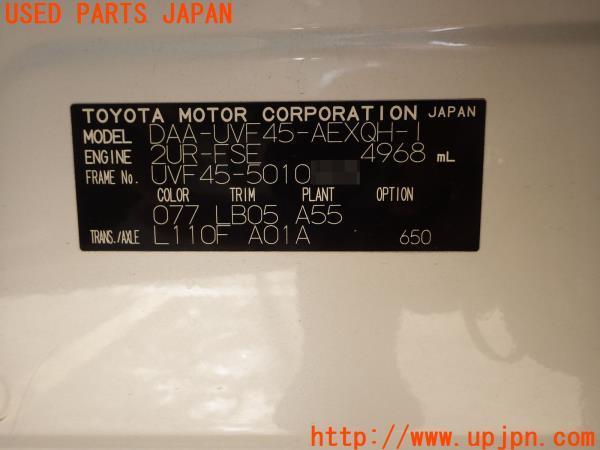 USED PARTS JAPAN
TOYOTA MOTOR CORPORATION JAPAN
MODEL DAA-UVF45-AEXQH-I
ENGINE 2UR-FSE 4968 mL
FRAME No. UVF45-5010
COLOR TRIM PLANT OPTION
077 LB05 A55
TRANS./AXLE L110F A01A 650
http://www.upjpn.com/